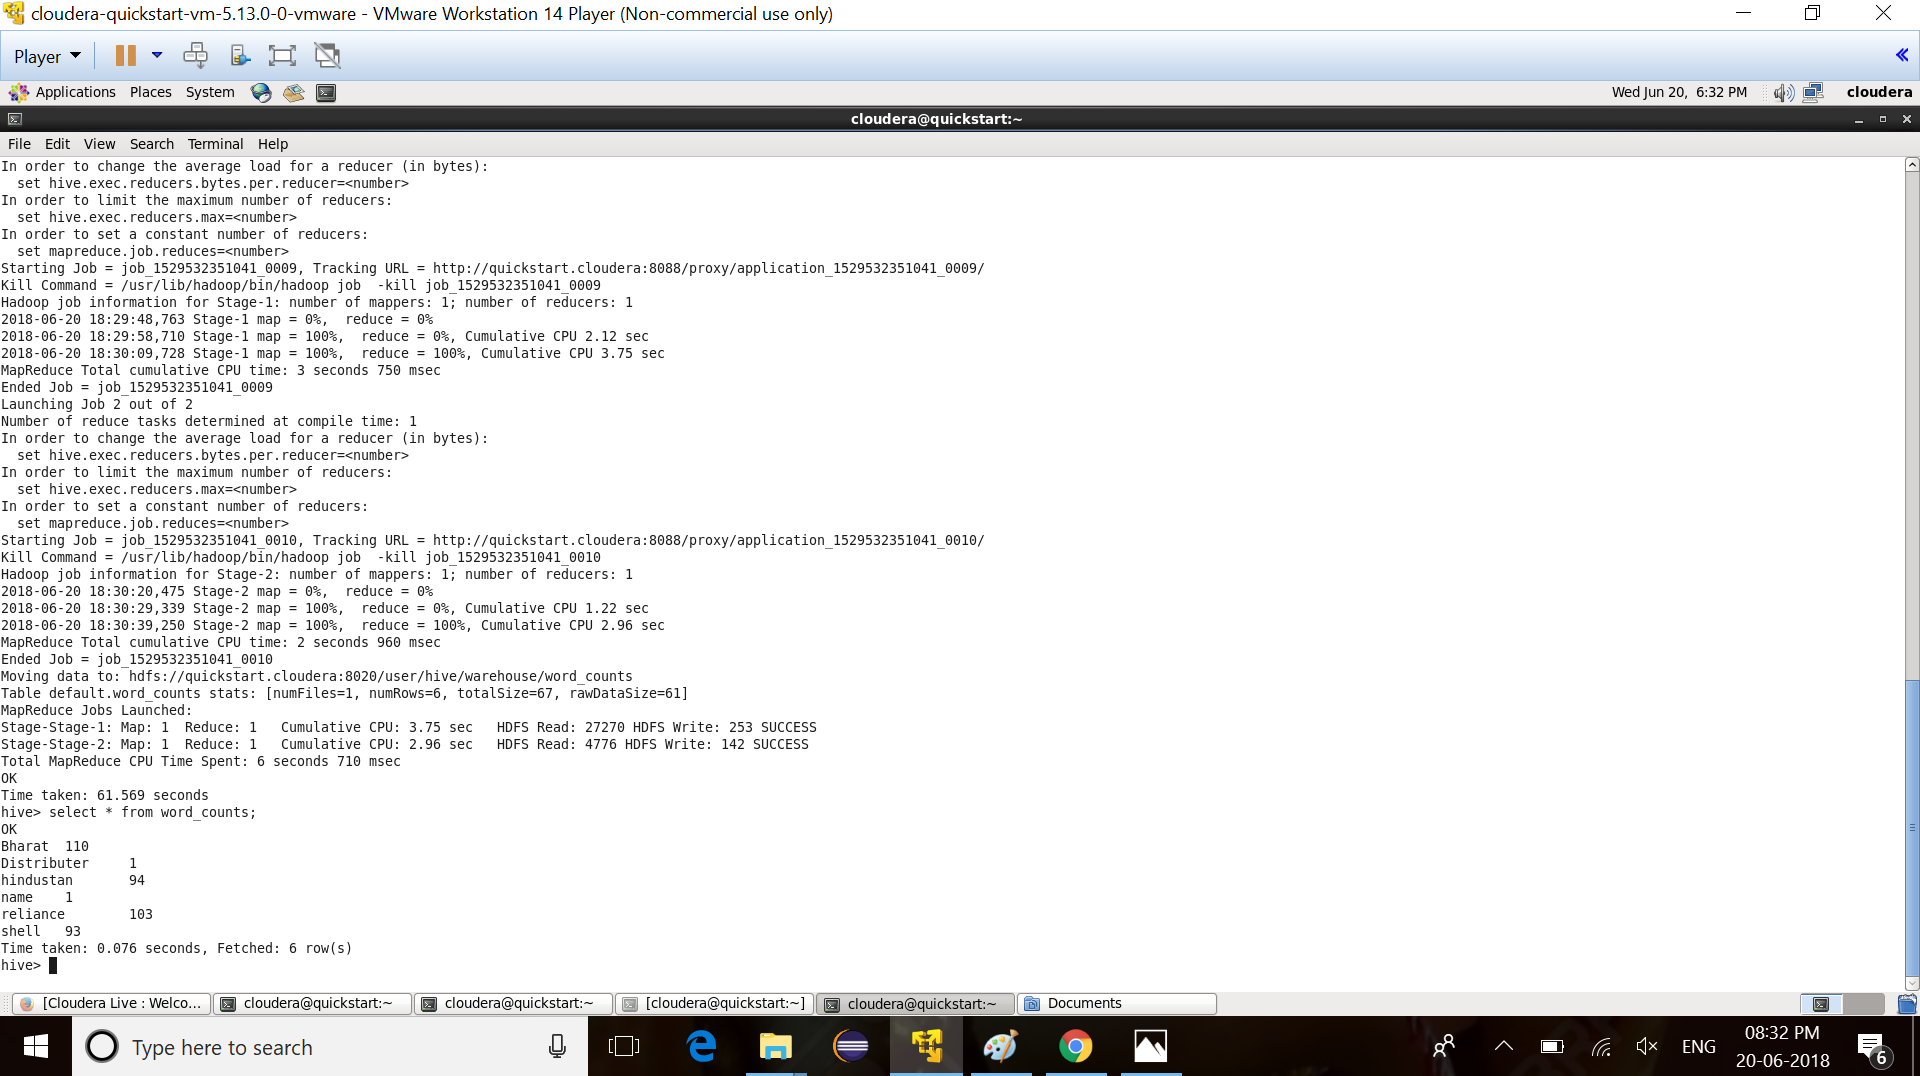 cloudera-quickstart-vm-5.13.0-0-vmware - VMware Workstation 14 Player (Non-commercial use only)
Player
Applications Places System Wed Jun 20, 6:32 PM cloudera
cloudera@quickstart:~
File Edit View Search Terminal Help
In order to change the average load for a reducer (in bytes):
  set hive.exec.reducers.bytes.per.reducer=<number>
In order to limit the maximum number of reducers:
  set hive.exec.reducers.max=<number>
In order to set a constant number of reducers:
  set mapreduce.job.reduces=<number>
Starting Job = job_1529532351041_0009, Tracking URL = http://quickstart.cloudera:8088/proxy/application_1529532351041_0009/
Kill Command = /usr/lib/hadoop/bin/hadoop job  -kill job_1529532351041_0009
Hadoop job information for Stage-1: number of mappers: 1; number of reducers: 1
2018-06-20 18:29:48,763 Stage-1 map = 0%,  reduce = 0%
2018-06-20 18:29:58,710 Stage-1 map = 100%,  reduce = 0%, Cumulative CPU 2.12 sec
2018-06-20 18:30:09,728 Stage-1 map = 100%,  reduce = 100%, Cumulative CPU 3.75 sec
MapReduce Total cumulative CPU time: 3 seconds 750 msec
Ended Job = job_1529532351041_0009
Launching Job 2 out of 2
Number of reduce tasks determined at compile time: 1
In order to change the average load for a reducer (in bytes):
  set hive.exec.reducers.bytes.per.reducer=<number>
In order to limit the maximum number of reducers:
  set hive.exec.reducers.max=<number>
In order to set a constant number of reducers:
  set mapreduce.job.reduces=<number>
Starting Job = job_1529532351041_0010, Tracking URL = http://quickstart.cloudera:8088/proxy/application_1529532351041_0010/
Kill Command = /usr/lib/hadoop/bin/hadoop job  -kill job_1529532351041_0010
Hadoop job information for Stage-2: number of mappers: 1; number of reducers: 1
2018-06-20 18:30:20,475 Stage-2 map = 0%,  reduce = 0%
2018-06-20 18:30:29,339 Stage-2 map = 100%,  reduce = 0%, Cumulative CPU 1.22 sec
2018-06-20 18:30:39,250 Stage-2 map = 100%,  reduce = 100%, Cumulative CPU 2.96 sec
MapReduce Total cumulative CPU time: 2 seconds 960 msec
Ended Job = job_1529532351041_0010
Moving data to: hdfs://quickstart.cloudera:8020/user/hive/warehouse/word_counts
Table default.word_counts stats: [numFiles=1, numRows=6, totalSize=67, rawDataSize=61]
MapReduce Jobs Launched:
Stage-Stage-1: Map: 1  Reduce: 1   Cumulative CPU: 3.75 sec   HDFS Read: 27270 HDFS Write: 253 SUCCESS
Stage-Stage-2: Map: 1  Reduce: 1   Cumulative CPU: 2.96 sec   HDFS Read: 4776 HDFS Write: 142 SUCCESS
Total MapReduce CPU Time Spent: 6 seconds 710 msec
OK
Time taken: 61.569 seconds
hive> select * from word_counts;
OK
Bharat  110
Distributer     1
hindustan       94
name    1
reliance        103
shell   93
Time taken: 0.076 seconds, Fetched: 6 row(s)
hive>
[Cloudera Live : Welco... cloudera@quickstart:~ cloudera@quickstart:~ [cloudera@quickstart:~] cloudera@quickstart:~ Documents
Type here to search ENG 08:32 PM
20-06-2018 6